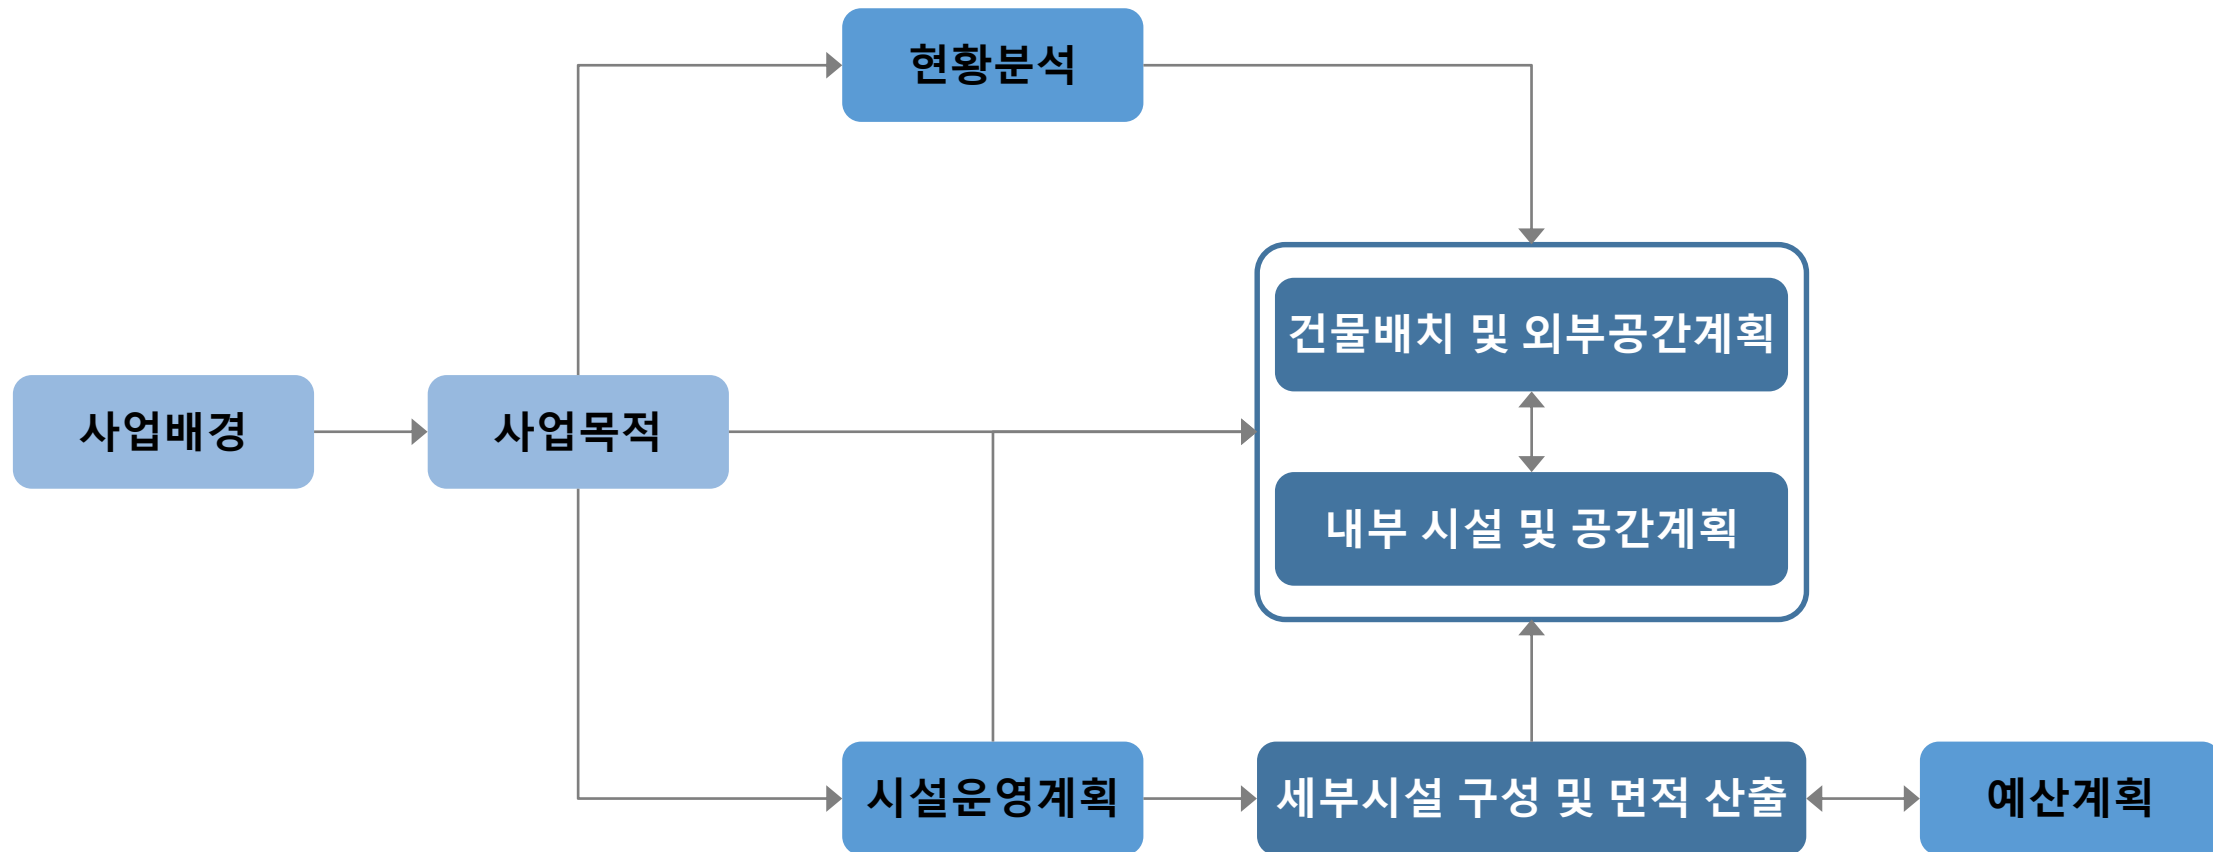 현황분석
건물배치 및 외부공간계획
사업배경
사업목적
내부 시설 및 공간계획
시설운영계획
세부시설 구성 및 면적 산출
예산계획